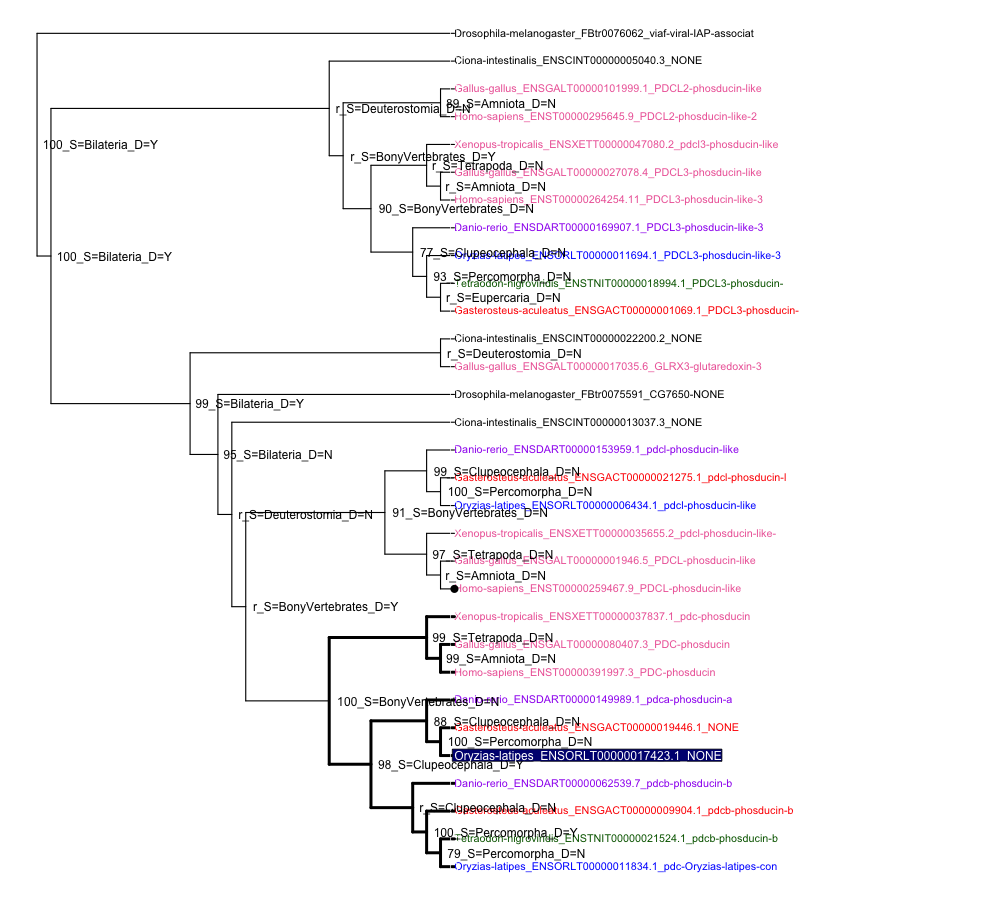 Drosophila-melanogaster_FBtr0076062_viaf-viral-IAP-associat
Ciona-intestinalis_ENSCINT00000005040.3_NONE
Gallus-gallus_ENSGALT00000101999.1_PDCL2-phosducin-like
89_S=Amniota_D=N
r_S=Deuterostomia_D=N
Homo-sapiens_ENST00000295645.9_PDCL2-phosducin-like-2
100_S=Bilateria_D=Y
Xenopus-tropicalis_ENSXETT00000047080.2_pdcl3-phosducin-like
r_S=BonyVertebrates_D=Y
r_S=Tetrapoda_D=N
Gallus-gallus_ENSGALT00000027078.4_PDCL3-phosducin-like
r_S=Amniota_D=N
Homo-sapiens_ENST00000264254.11_PDCL3-phosducin-like-3
90_S=BonyVertebrates_D=N
Danio-rerio_ENSDART00000169907.1_PDCL3-phosducin-like-3
77_S=Clupeocephala_D=N
Oryzias-latipes_ENSORLT00000011694.1_PDCL3-phosducin-like-3
100_S=Bilateria_D=Y
93_S=Percomorpha_D=N
Tetraodon-nigroviridis_ENSTNIT00000018994.1_PDCL3-phosducin-
r_S=Eupercaria_D=N
Gasterosteus-aculeatus_ENSGACT00000001069.1_PDCL3-phosducin-
Ciona-intestinalis_ENSCINT00000022200.2_NONE
r_S=Deuterostomia_D=N
Gallus-gallus_ENSGALT00000017035.6_GLRX3-glutaredoxin-3
Drosophila-melanogaster_FBtr0075591_CG7650-NONE
99_S=Bilateria_D=Y
Ciona-intestinalis_ENSCINT00000013037.3_NONE
Danio-rerio_ENSDART00000153959.1_pdcl-phosducin-like
95_S=Bilateria_D=N
99_S=Clupeocephala_D=N
Gasterosteus-aculeatus_ENSGACT00000021275.1_pdcl-phosducin-l
100_S=Percomorpha_D=N
Oryzias-latipes_ENSORLT00000006434.1_pdcl-phosducin-like
r_S=Deuterostomia_D=N
91_S=BonyVertebrates_D=N
Xenopus-tropicalis_ENSXETT00000035655.2_pdcl-phosducin-like-
97_S=Tetrapoda_D=N
Gallus-gallus_ENSGALT00000001946.5_PDCL-phosducin-like
r_S=Amniota_D=N
Homo-sapiens_ENST00000259467.9_PDCL-phosducin-like
r_S=BonyVertebrates_D=Y
Xenopus-tropicalis_ENSXETT00000037837.1_pdc-phosducin
99_S=Tetrapoda_D=N
Gallus-gallus_ENSGALT00000080407.3_PDC-phosducin
99_S=Amniota_D=N
Homo-sapiens_ENST00000391997.3_PDC-phosducin
Danio-rerio_ENSDART00000149989.1_pdca-phosducin-a
100_S=BonyVertebrates_D=N
88_S=Clupeocephala_D=N
Gasterosteus-aculeatus_ENSGACT00000019446.1_NONE
100_S=Percomorpha_D=N
Oryzias-latipes_ENSORLT00000017423.1_NONE
98_S=Clupeocephala_D=Y
Danio-rerio_ENSDART00000062539.7_pdcb-phosducin-b
r_S=Clupeocephala_D=N
Gasterosteus-aculeatus_ENSGACT00000009904.1_pdcb-phosducin-b
100_S=Percomorpha_D=Y
Tetraodon-nigroviridis_ENSTNIT00000021524.1_pdcb-phosducin-b
79_S=Percomorpha_D=N
Oryzias-latipes_ENSORLT00000011834.1_pdc-Oryzias-latipes-con